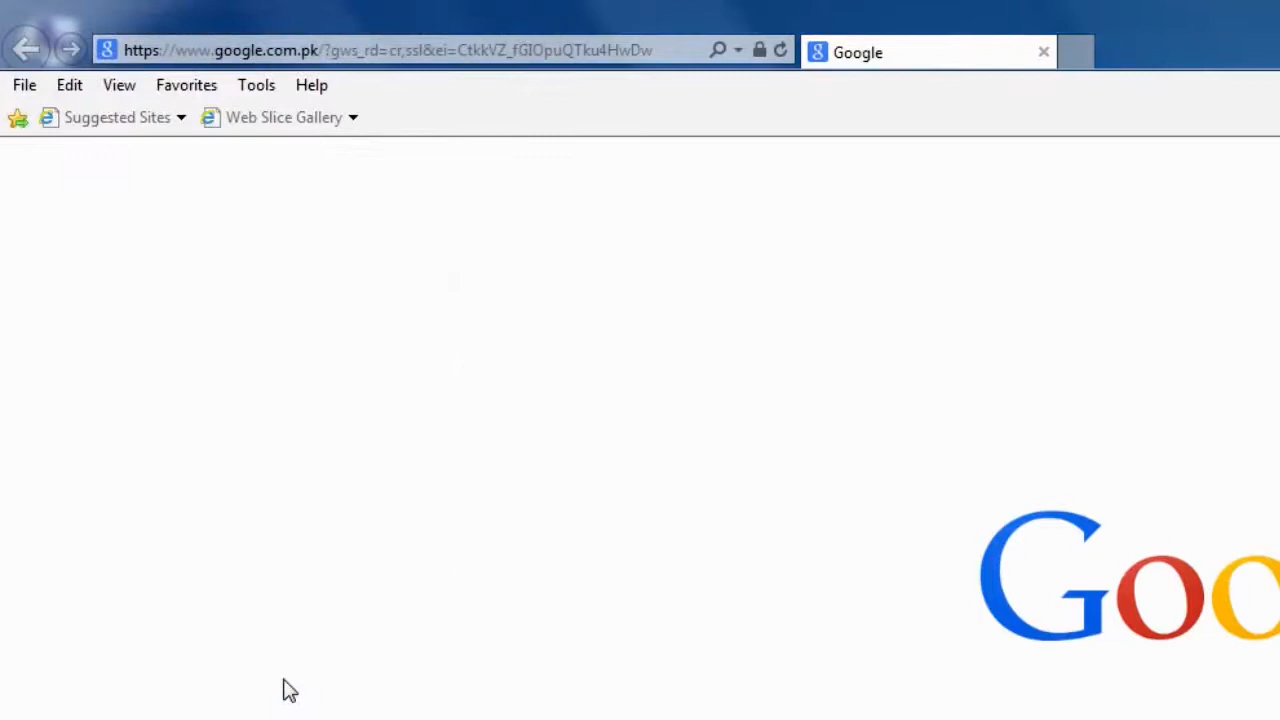 https://www.google.com.pk/?gws_rd=cr,ssl&ei=CtkkVZ_fGIOpuQTku4HwDw
Google
File Edit View Favorites Tools Help
Suggested Sites Web Slice Gallery
Goo